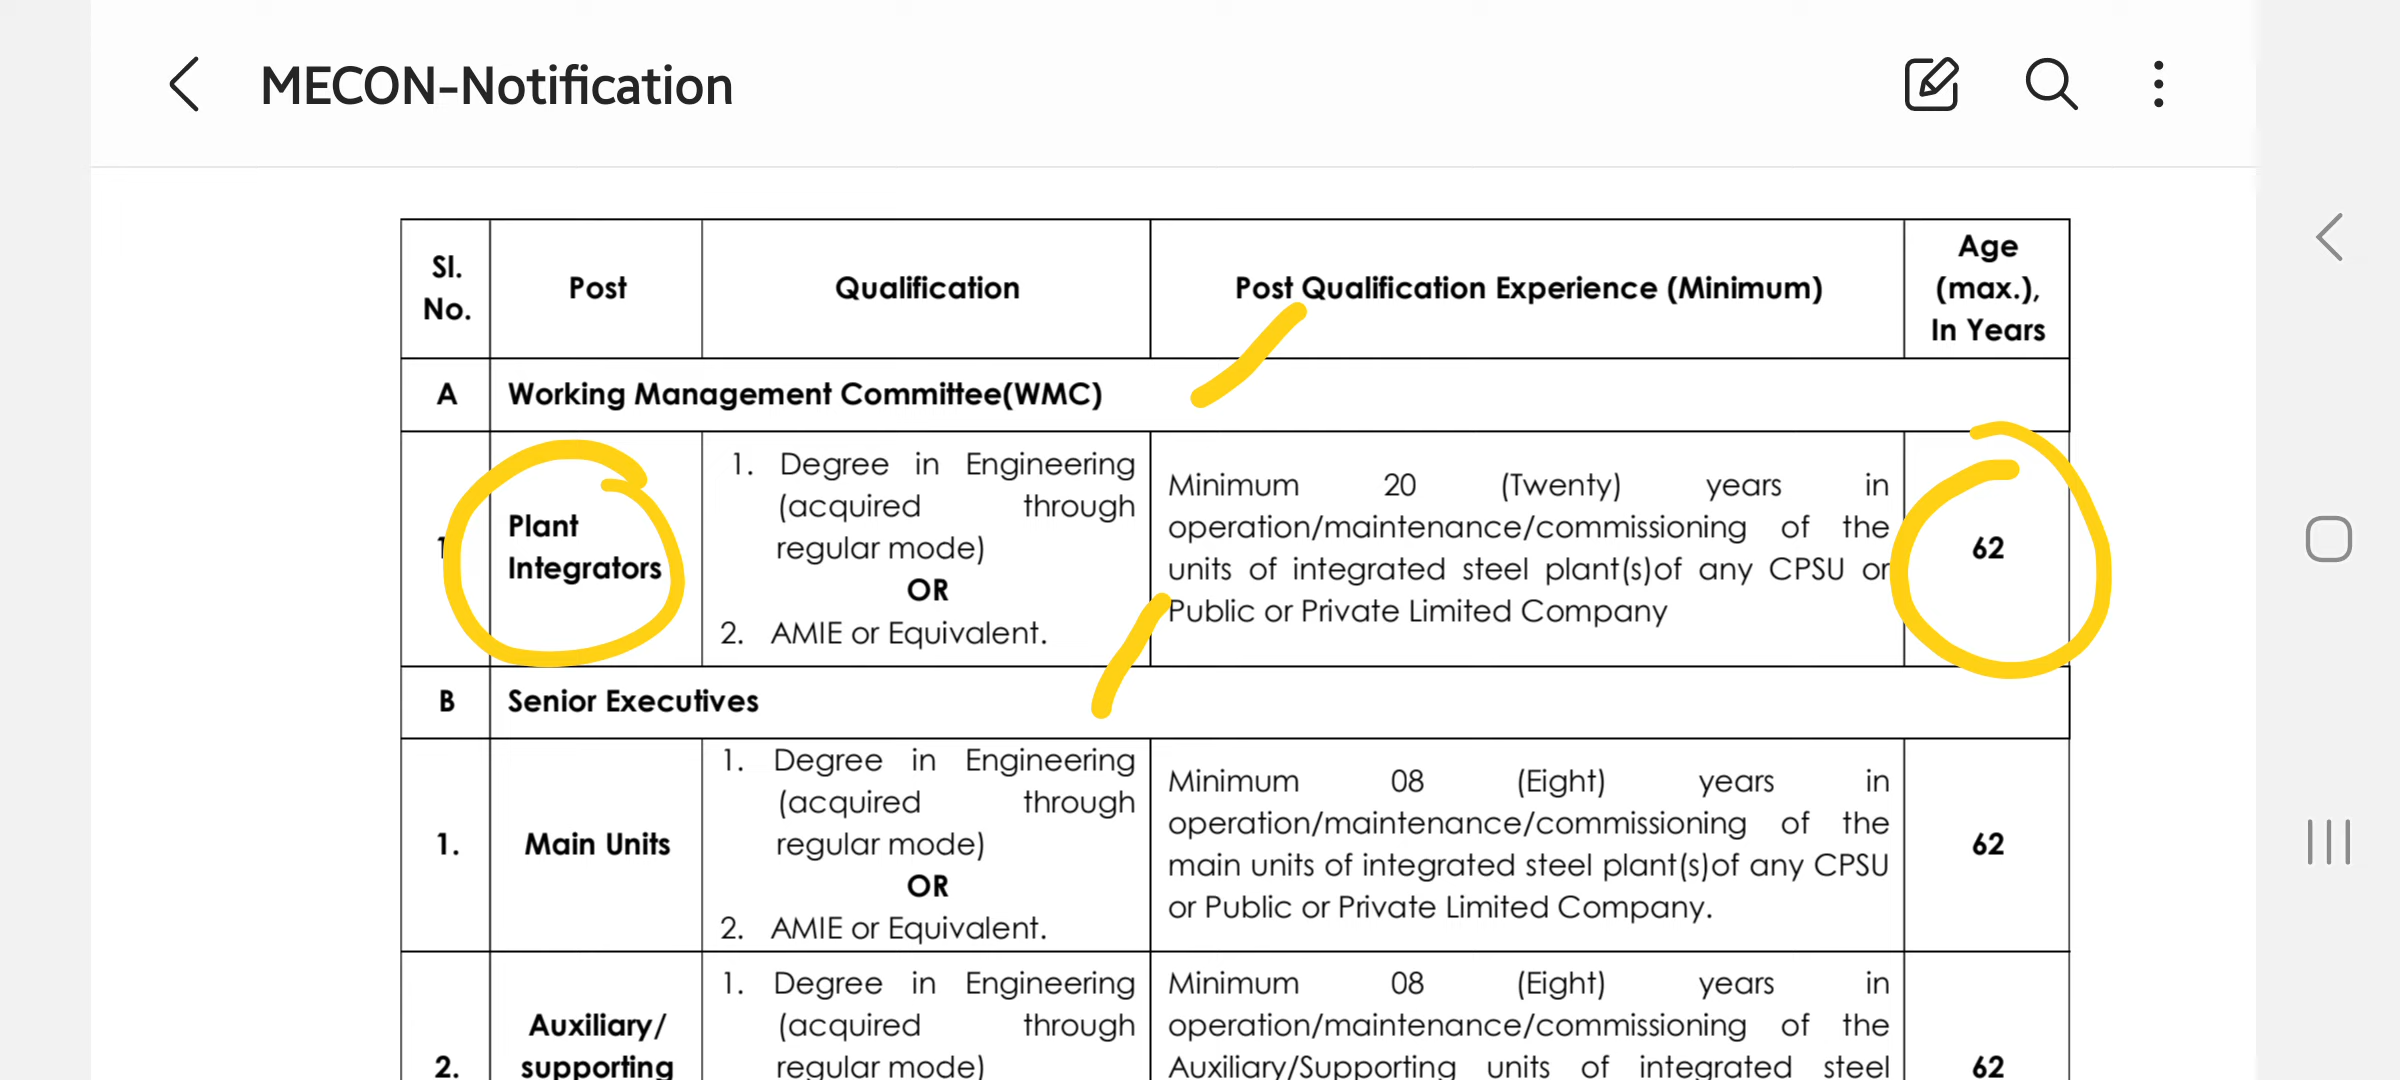 MECON-Notification
Sl. No.
Post
Qualification
Post Qualification Experience (Minimum)
Age (max.), In Years
A
Working Management Committee(WMC)
1
Plant Integrators
1. Degree in Engineering
(acquired through
regular mode)
OR
2. AMIE or Equivalent.
Minimum 20 (Twenty) years in
operation/maintenance/commissioning of the
units of integrated steel plant(s)of any CPSU or
Public or Private Limited Company
62
B
Senior Executives
1.
Main Units
1. Degree in Engineering
(acquired through
regular mode)
OR
2. AMIE or Equivalent.
Minimum 08 (Eight) years in
operation/maintenance/commissioning of the
main units of integrated steel plant(s)of any CPSU
or Public or Private Limited Company.
62
2.
Auxiliary/
supporting
1. Degree in Engineering
(acquired through
regular mode)
Minimum 08 (Eight) years in
operation/maintenance/commissioning of the
Auxiliary/Supporting units of integrated steel
62